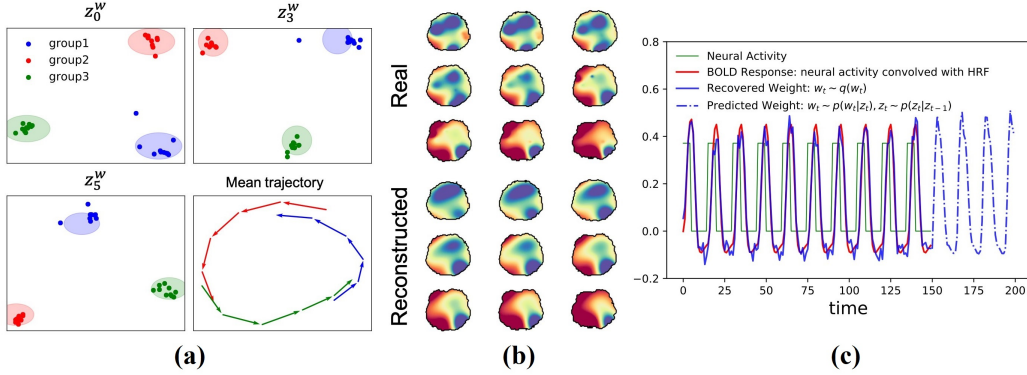 z_0^w
group1
group2
group3
z_3^w
z_5^w
Mean trajectory
(a)
Real
Reconstructed
(b)
0.8
0.6
0.4
0.2
0.0
−0.2
Neural Activity
BOLD Response: neural activity convolved with HRF
Recovered Weight: w_t ~ q(w_t)
Predicted Weight: w_t ~ p(w_t|z_t), z_t ~ p(z_t|z_{t−1})
0 25 50 75 100 125 150 175 200
time
(c)